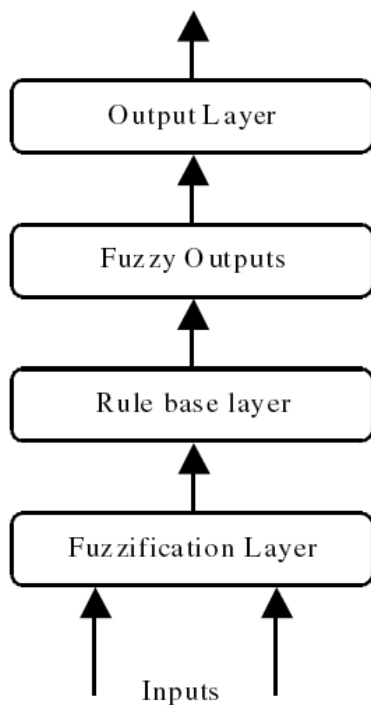 Output Layer
Fuzzy Outputs
Rule base layer
Fuzzification Layer
Inputs